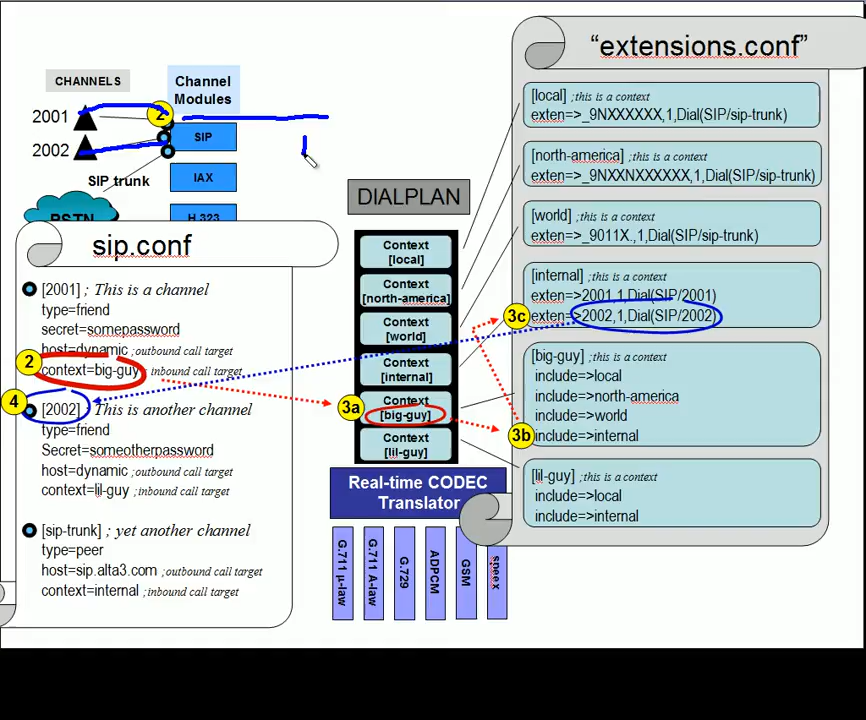 CHANNELS
Channel
Modules
2001
2
2002
SIP
SIP trunk
IAX
PSTN
H.323
DIALPLAN
Context
[local]
Context
[north-america]
Context
[world]
Context
[internal]
3a
Context
[big-guy]
Context
[lil-guy]
Real-time CODEC
Translator
G.711 µ-law
G.711 A-law
G.729
ADPCM
GSM
speex
sip.conf
[2001] ; This is a channel
type=friend
secret=somepassword
host=dynamic ;outbound call target
2
context=big-guy ;inbound call target
4
[2002] ; This is another channel
type=friend
Secret=someotherpassword
host=dynamic ;outbound call target
context=lil-guy ;inbound call target
[sip-trunk] ; yet another channel
type=peer
host=sip.alta3.com ;outbound call target
context=internal ;inbound call target
“extensions.conf”
[local] ;this is a context
exten=>_9NXXXXXX,1,Dial(SIP/sip-trunk)
[north-america] ;this is a context
exten=>_9NXXNXXXXXX,1,Dial(SIP/sip-trunk)
[world] ;this is a context
exten=>_9011X.,1,Dial(SIP/sip-trunk)
[internal] ;this is a context
exten=>2001,1,Dial(SIP/2001)
3c
exten=>2002,1,Dial(SIP/2002)
[big-guy] ;this is a context
include=>local
include=>north-america
include=>world
3b
include=>internal
[lil-guy] ;this is a context
include=>local
include=>internal